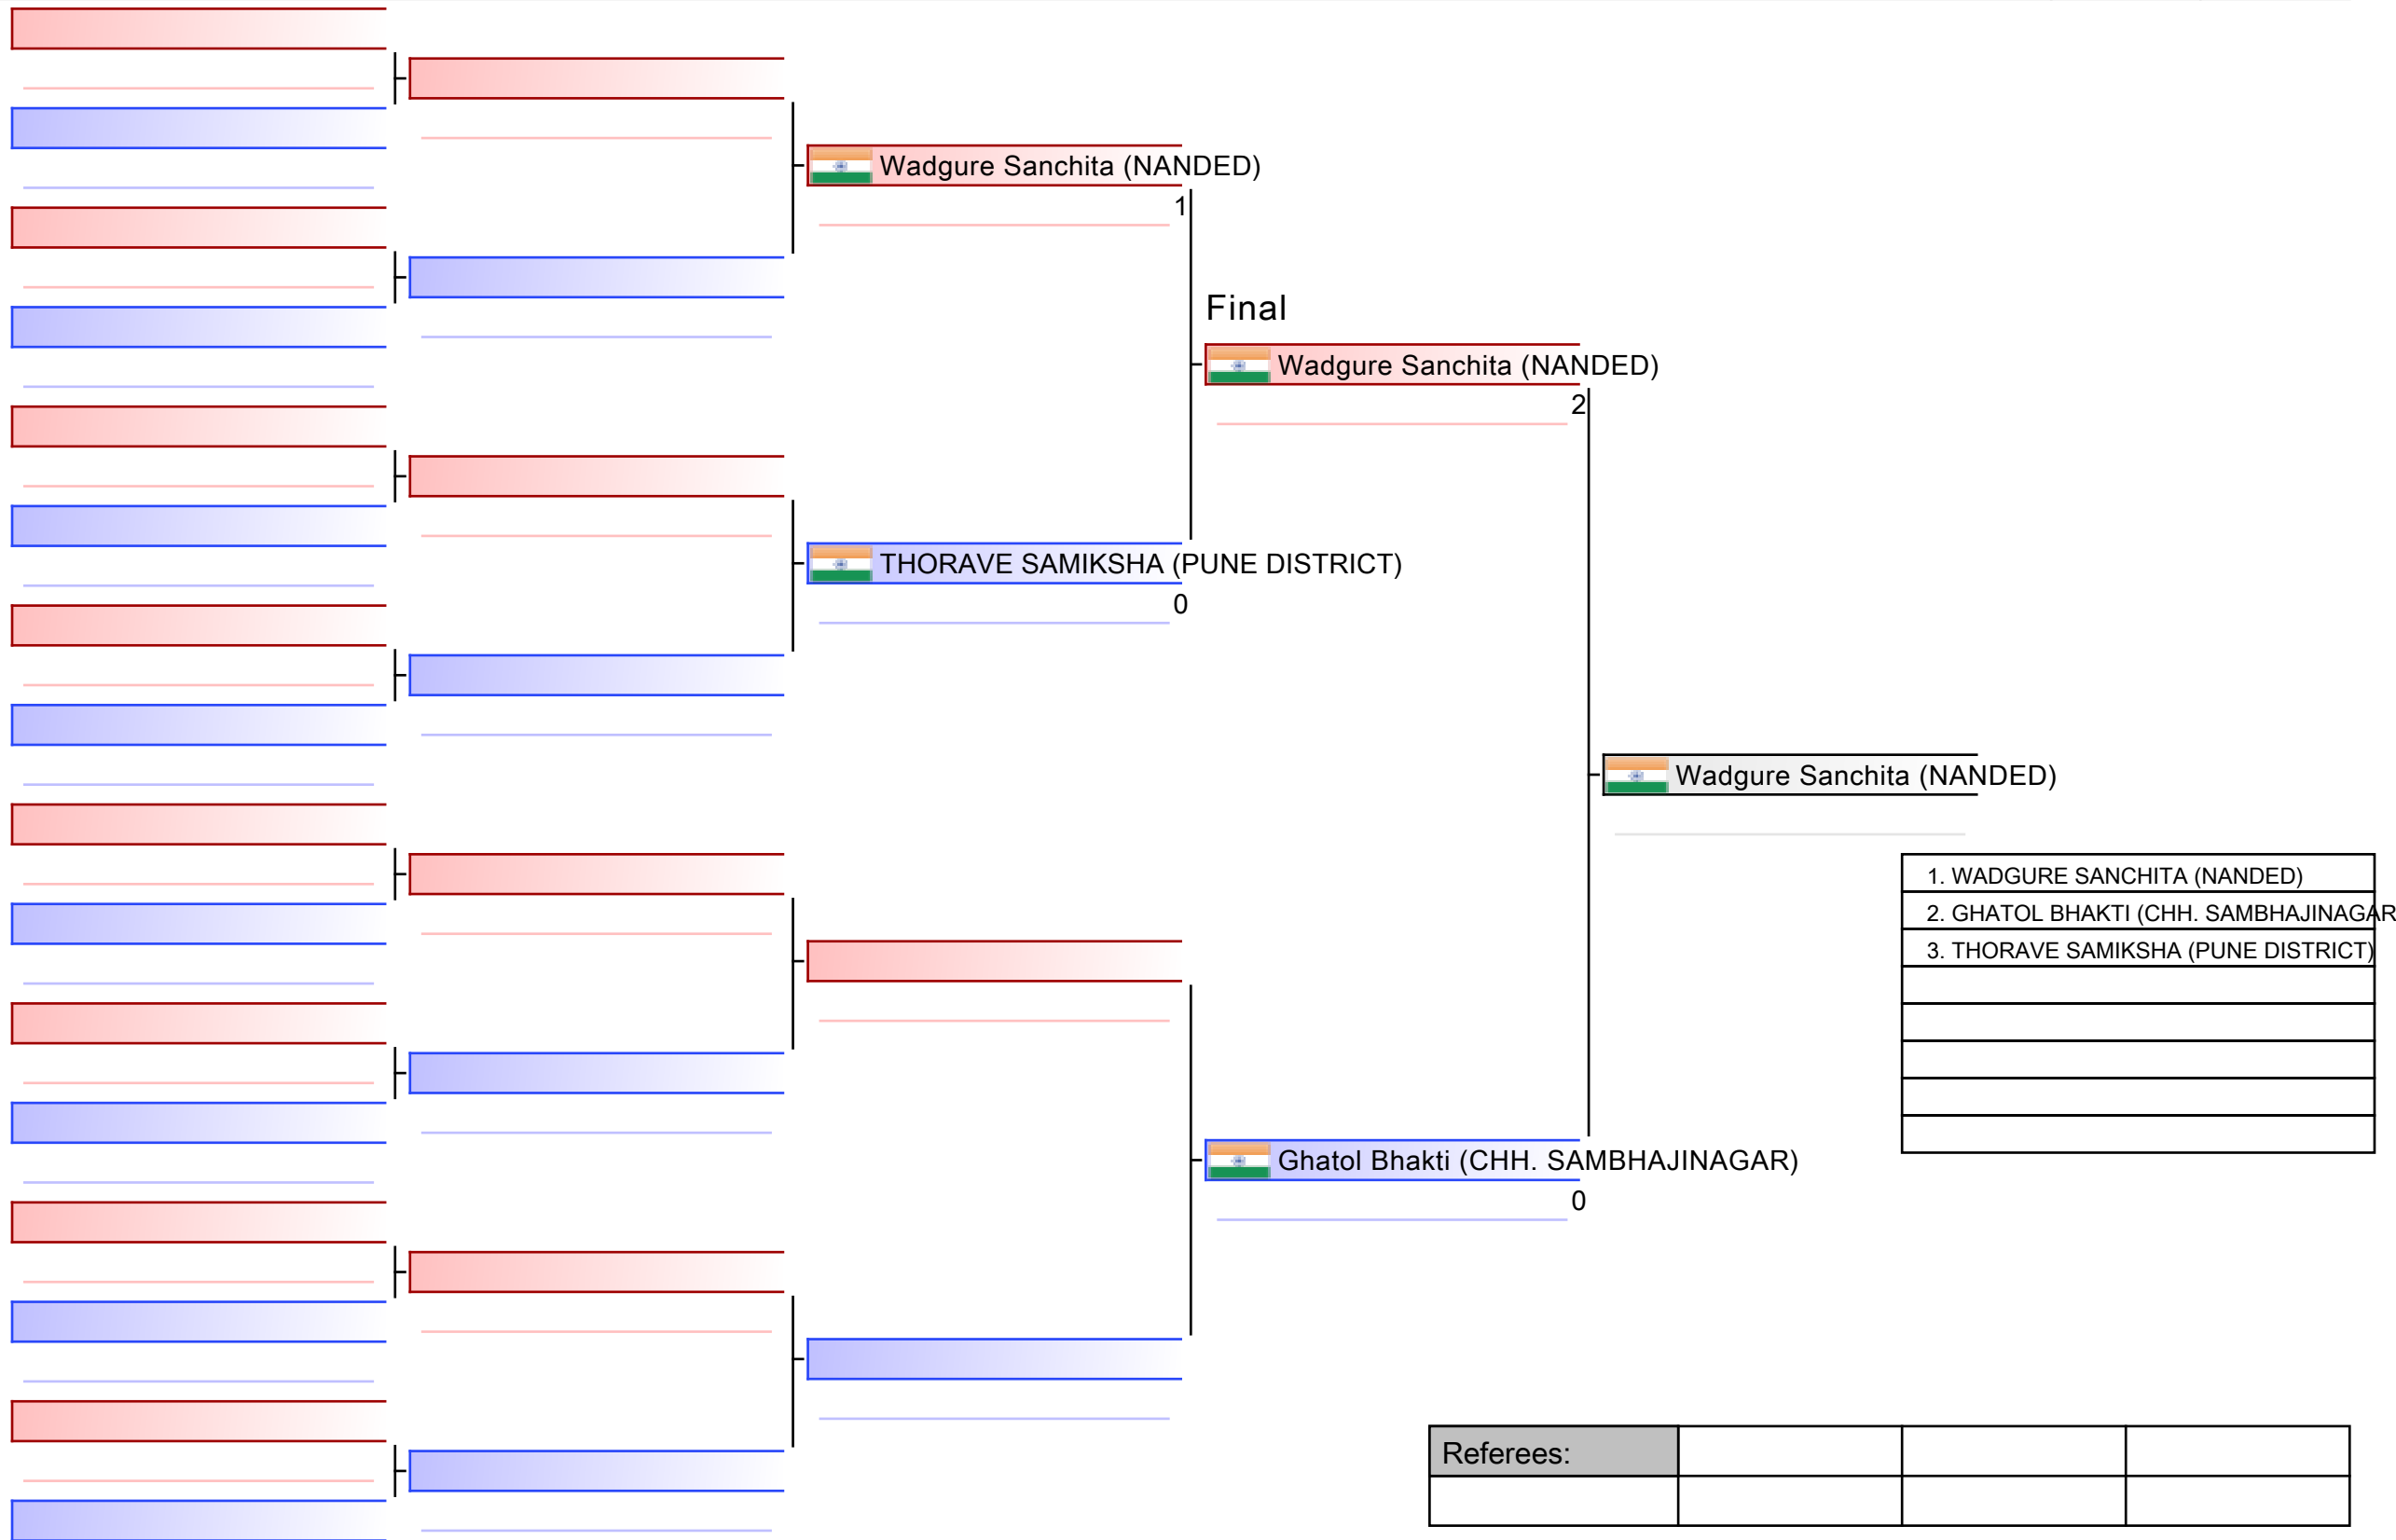 Wadgure Sanchita (NANDED)
1
Final
Wadgure Sanchita (NANDED)
2
THORAVE SAMIKSHA (PUNE DISTRICT)
0
Wadgure Sanchita (NANDED)
1. WADGURE SANCHITA (NANDED)
2. GHATOL BHAKTI (CHH. SAMBHAJINAGAR
3. THORAVE SAMIKSHA (PUNE DISTRICT)
Ghatol Bhakti (CHH. SAMBHAJINAGAR)
0
Referees: